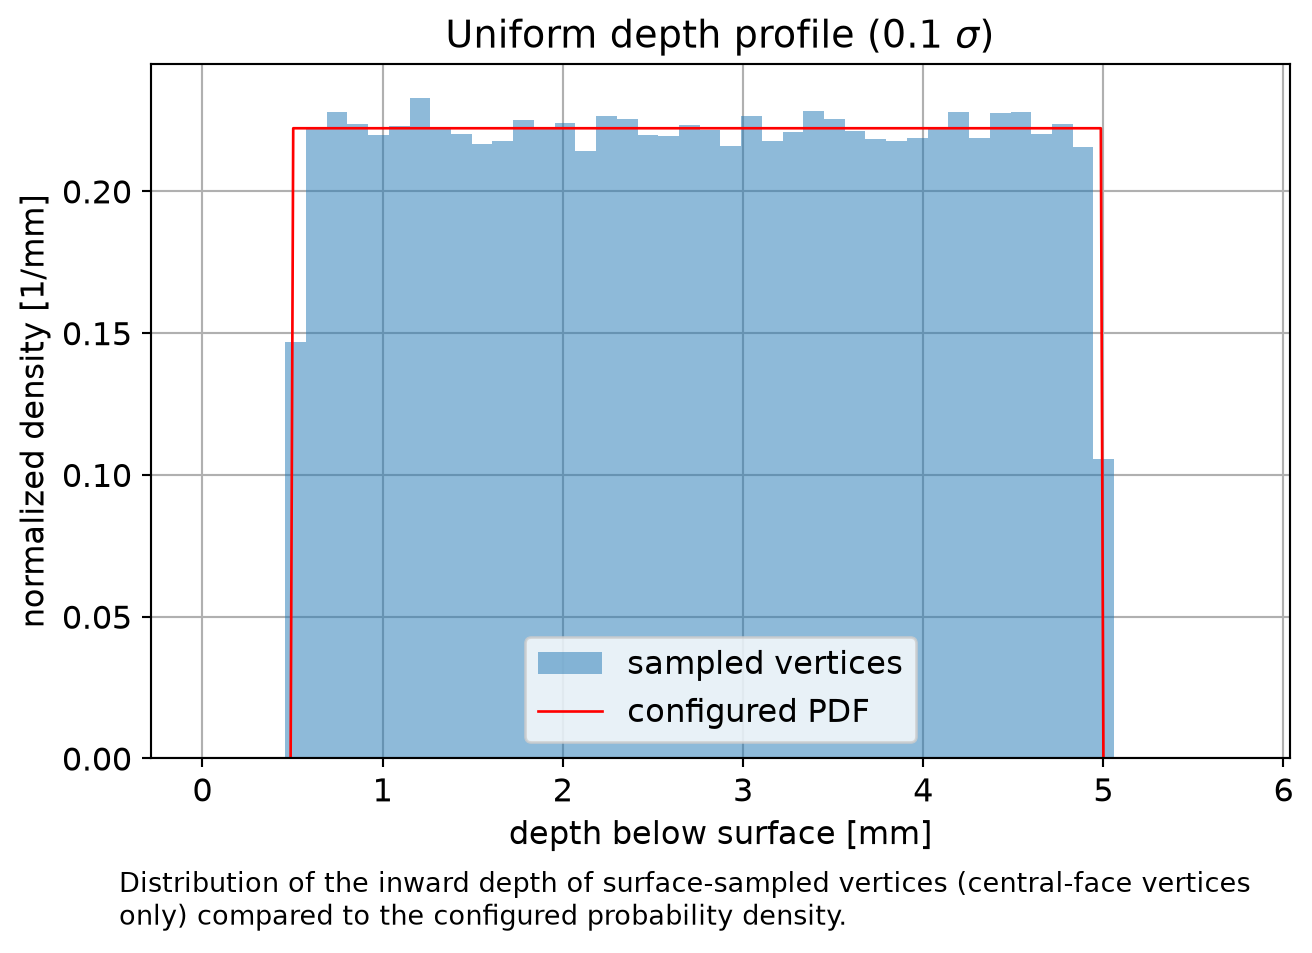 Uniform depth profile (0.1 σ)
normalized density [1/mm]
0.20
0.15
0.10
0.05
0.00
sampled vertices
configured PDF
0 1 2 3 4 5 6
depth below surface [mm]
Distribution of the inward depth of surface-sampled vertices (central-face vertices
only) compared to the configured probability density.